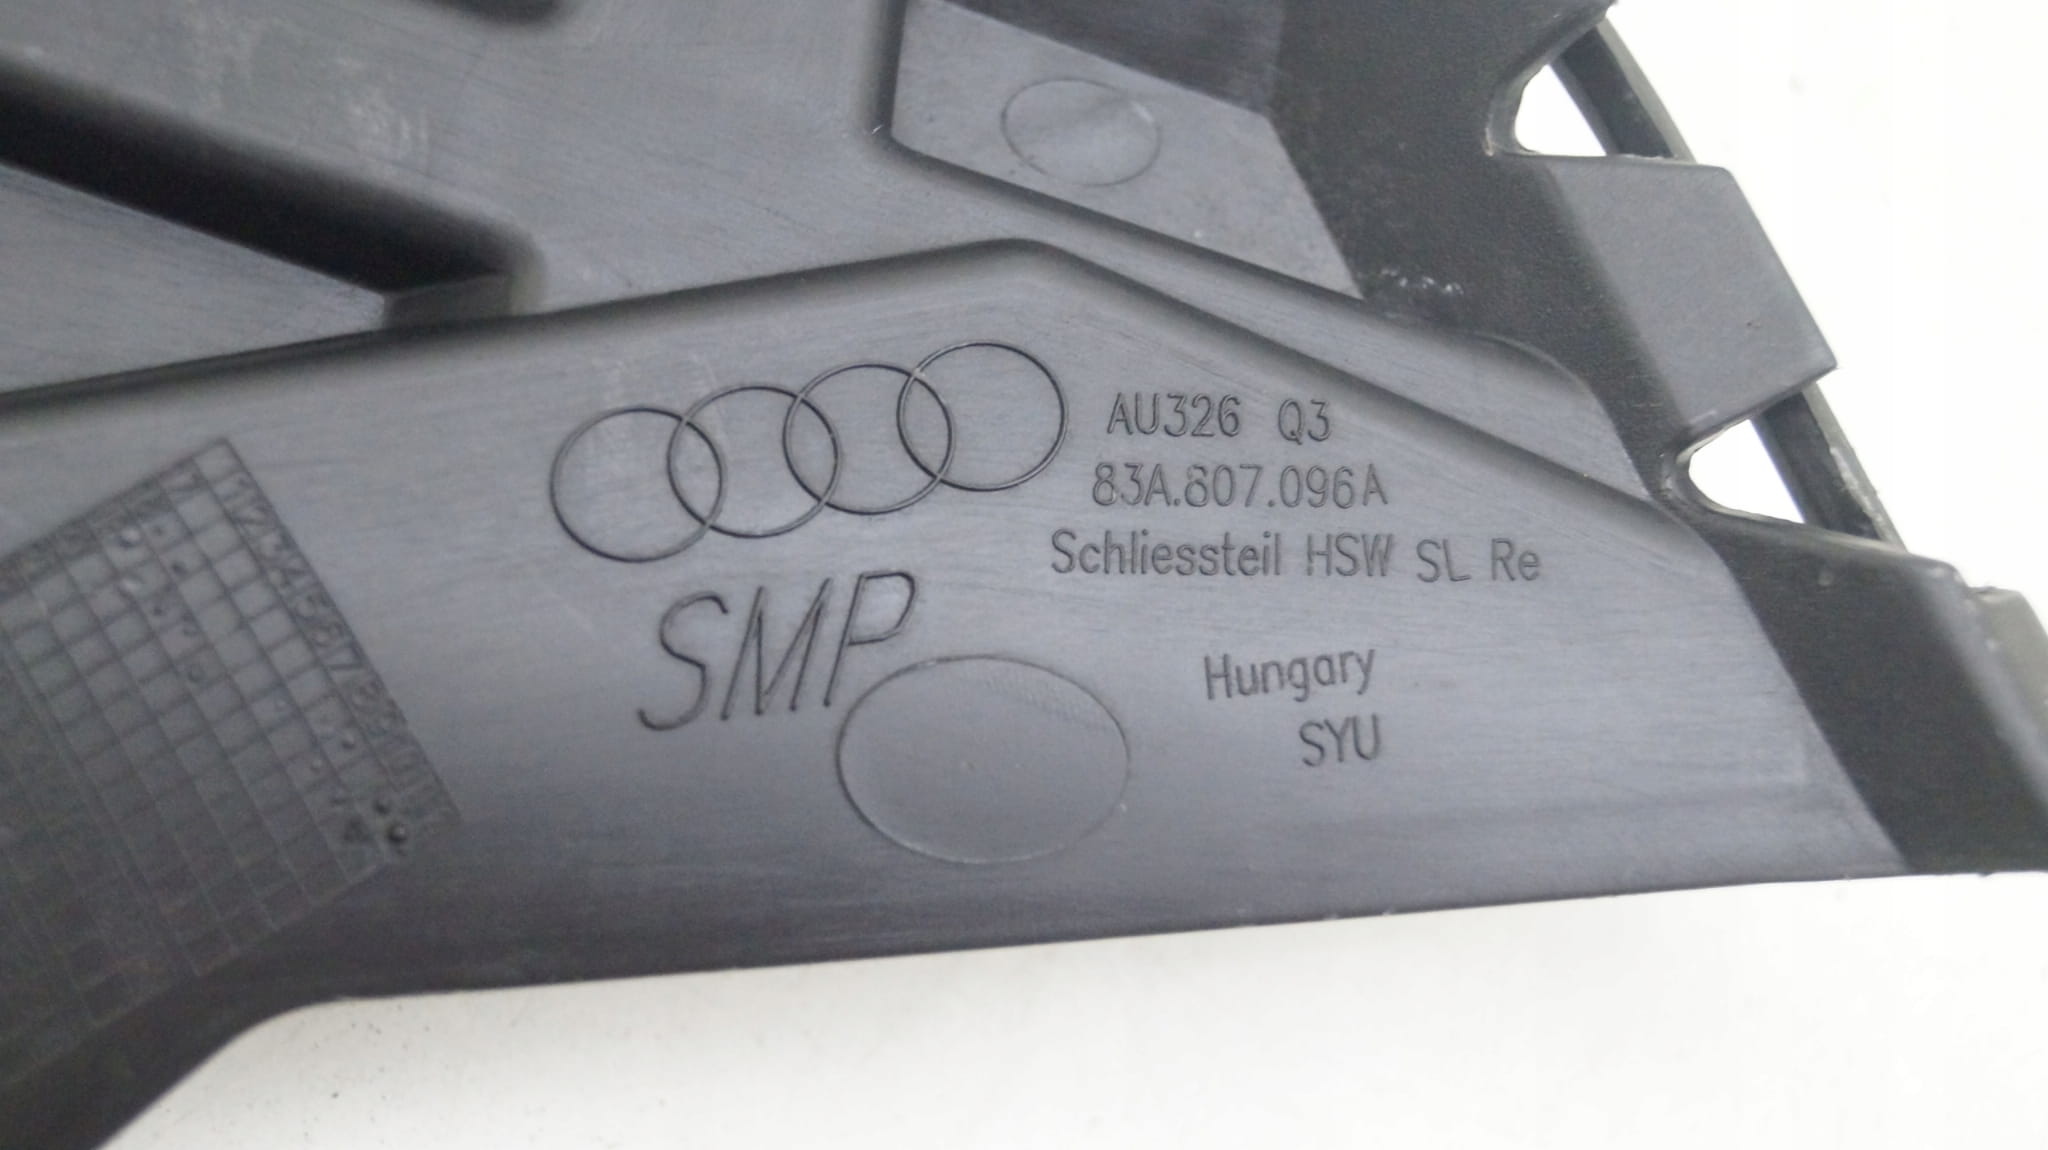 AU326 Q3
83A.807.096A
Schliessteil HSW SL Re
SMP
Hungary
SYU